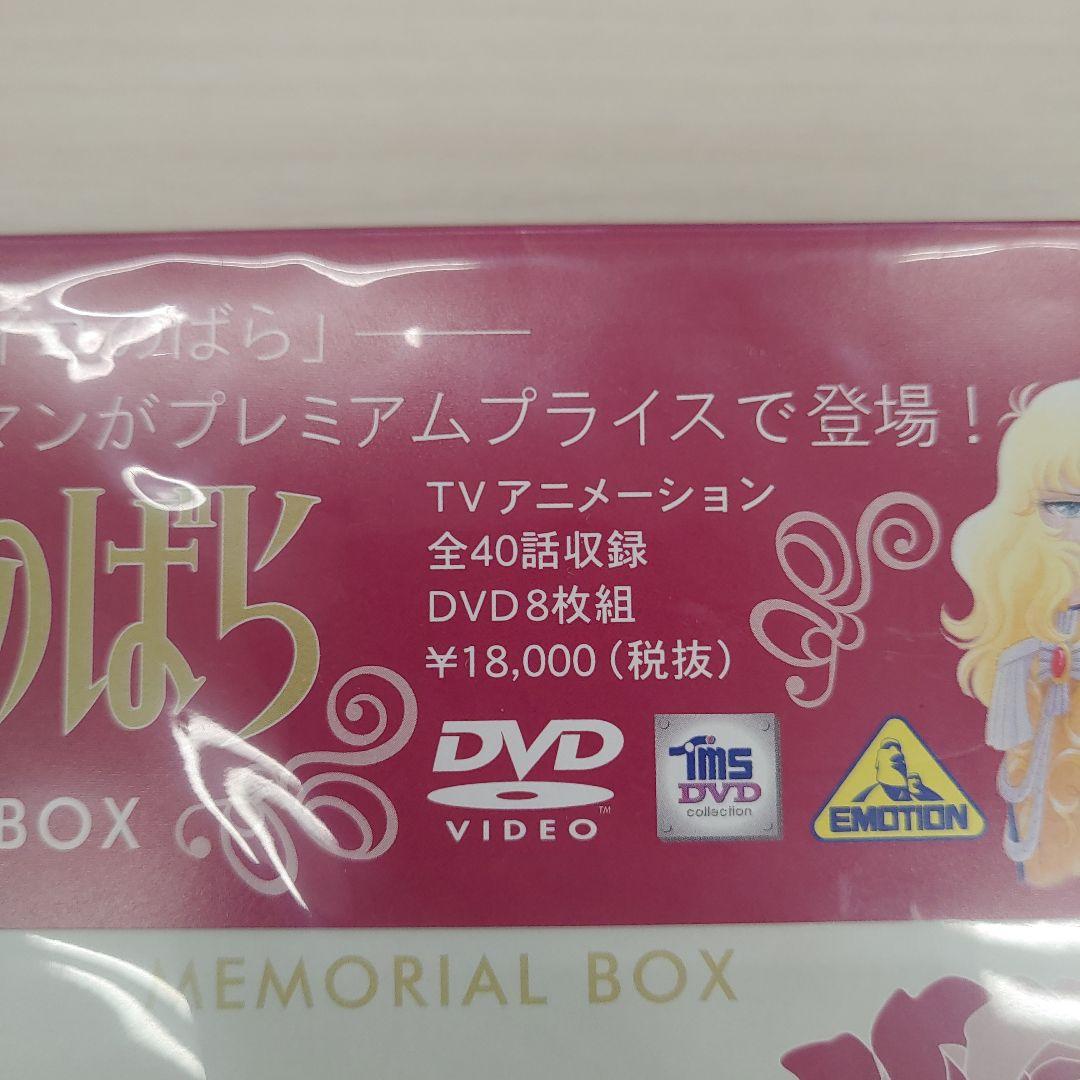 のばら」
マンがプレミアムプライスで登場！
のばら
TVアニメーション
全40話収録
DVD8枚組
¥18,000（税抜）
BOX
DVD
VIDEO
TM
TMS
DVD
collection
EMOTION
MEMORIAL BOX